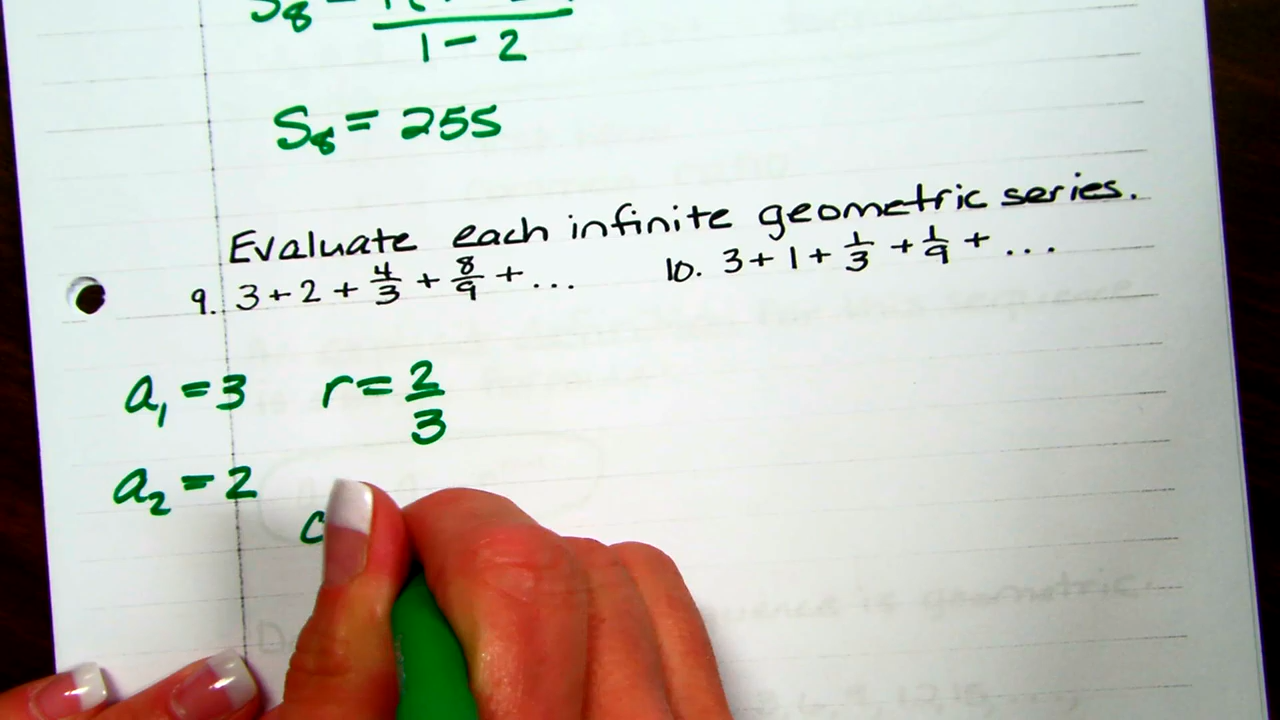 S₈
1 - 2
S₈ = 255
Evaluate each infinite geometric series.
9. 3 + 2 + 4/3 + 8/9 + ... 10. 3 + 1 + 1/3 + 1/9 + ...
a₁ = 3 r = 2/3
a₂ = 2